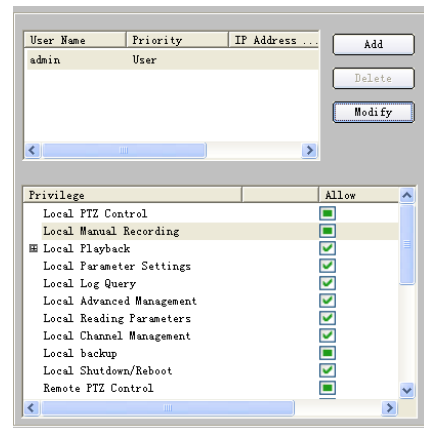 User Name Priority IP Address ...
admin User
Add
Delete
Modify
Privilege Allow
Local PTZ Control
Local Manual Recording
Local Playback
Local Parameter Settings
Local Log Query
Local Advanced Management
Local Reading Parameters
Local Channel Management
Local backup
Local Shutdown/Reboot
Remote PTZ Control